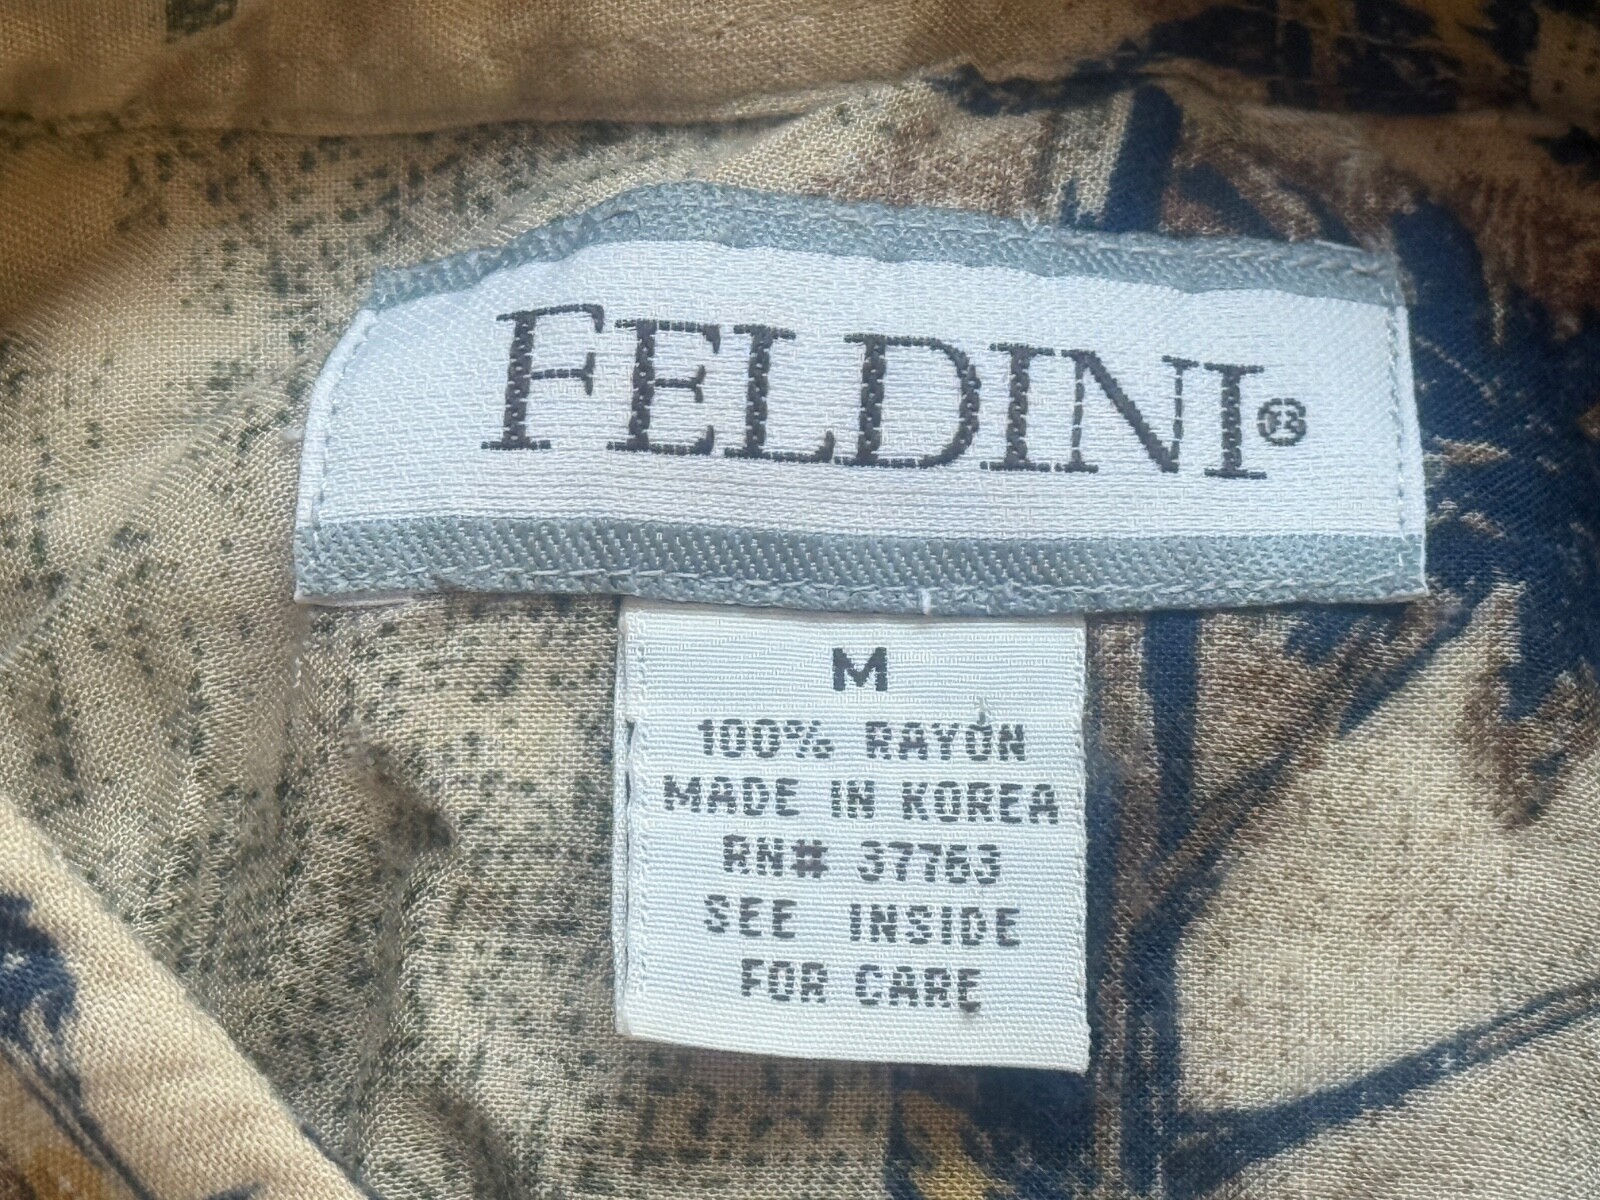 FELDINI®
M
100% RAYON
MADE IN KOREA
RN# 37763
SEE INSIDE
FOR CARE